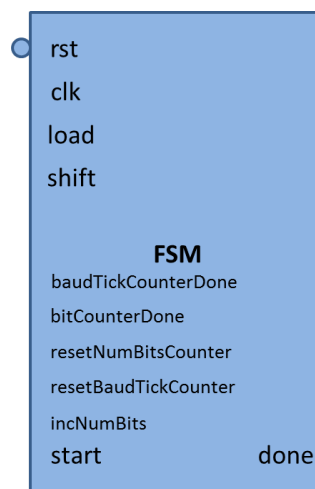 rst
clk
load
shift
FSM
baudTickCounterDone
bitCounterDone
resetNumBitsCounter
resetBaudTickCounter
incNumBits
start done